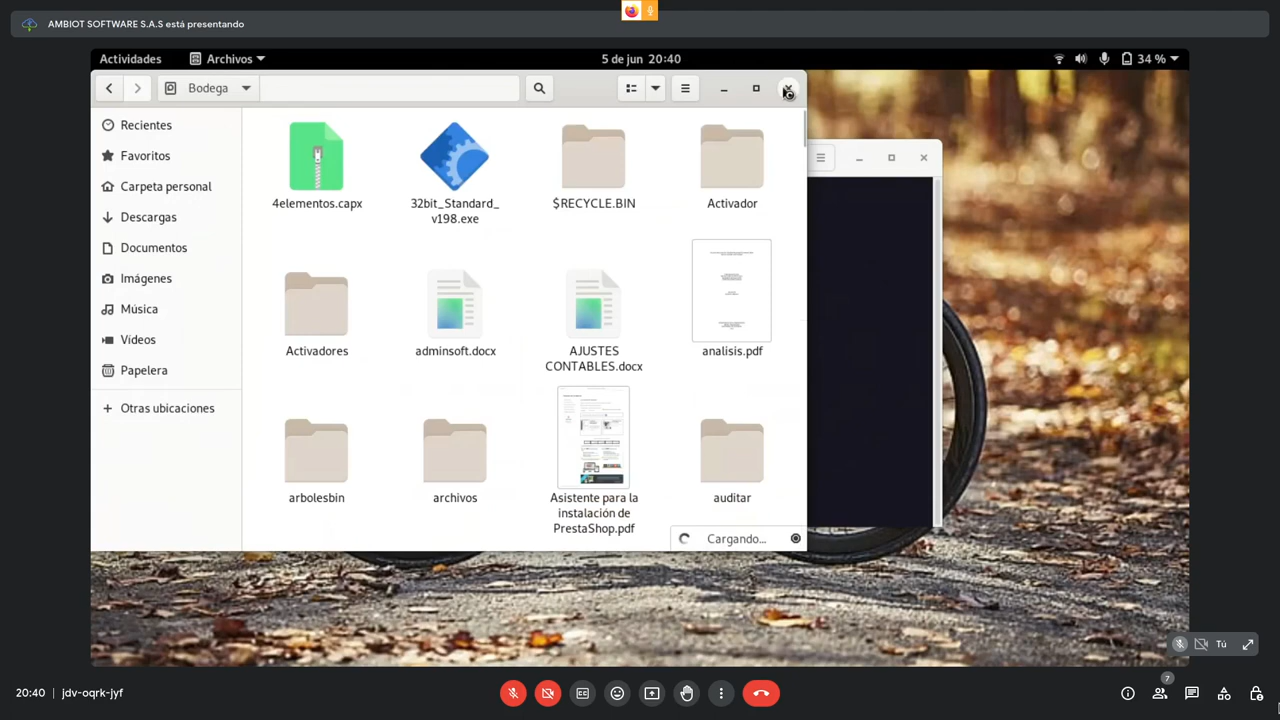 AMBIOT SOFTWARE S.A.S está presentando
Actividades
Archivos
5 de jun 20:40
34 %
Bodega
Recientes
Favoritos
Carpeta personal
Descargas
Documentos
Imágenes
Música
Vídeos
Papelera
Otras ubicaciones
4elementos.capx
32bit_Standard_
v198.exe
$RECYCLE.BIN
Activador
Activadores
adminsoft.docx
AJUSTES
CONTABLES.docx
analisis.pdf
arbolesbin
archivos
Asistente para la
instalación de
PrestaShop.pdf
auditar
Cargando...
Tú
20:40
jdv-oqrk-jyf
7